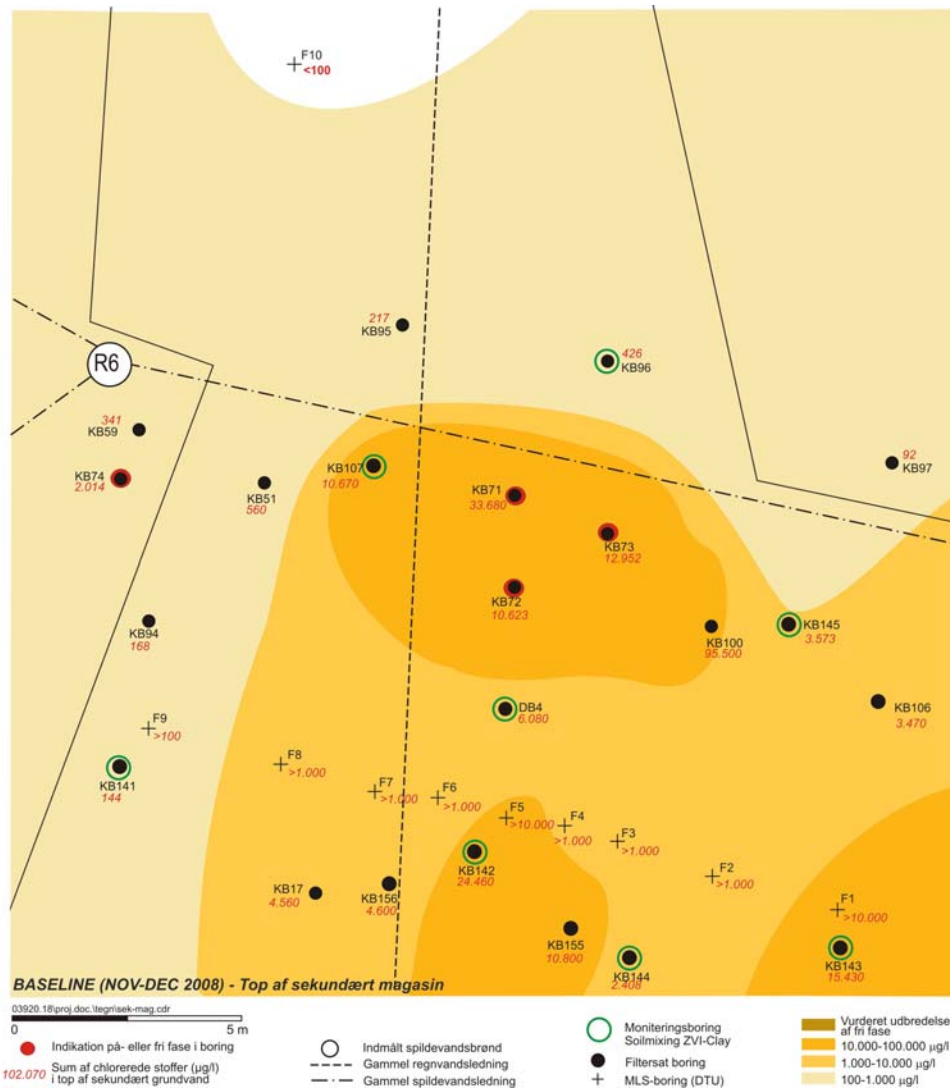 F10
<100
217
KB95
426
KB96
R6
341
KB59
92
KB97
KB74
2.014
KB51
560
KB107
10.670
KB71
33.680
KB73
12.952
KB72
10.623
KB94
168
KB100
95.500
KB145
3.573
KB106
3.470
DB4
6.080
F9
>100
KB141
144
F8
>1.000
F7
>1.000
F6
>1.000
F5
>10.000
F4
>1.000
F3
>1.000
F2
>1.000
F1
>10.000
KB142
24.460
KB17
4.560
KB156
4.600
KB155
10.800
KB144
2.408
KB143
15.430
BASELINE (NOV-DEC 2008) - Top af sekundært magasin
03920.18\proj.doc.\tegn\sek-mag.cdr
0 5 m
Indikation på- eller fri fase i boring
102.070 Sum af chlorerede stoffer (µg/l)
i top af sekundært grundvand
Indmålt spildevandsbrønd
Gammel regnvandsledning
Gammel spildevandsledning
Moniteringsboring
Soilmixing ZVI-Clay
Filtersat boring
MLS-boring (DTU)
Vurderet udbredelse
af fri fase
10.000-100.000 µg/l
1.000-10.000 µg/l
100-1.000 µg/l